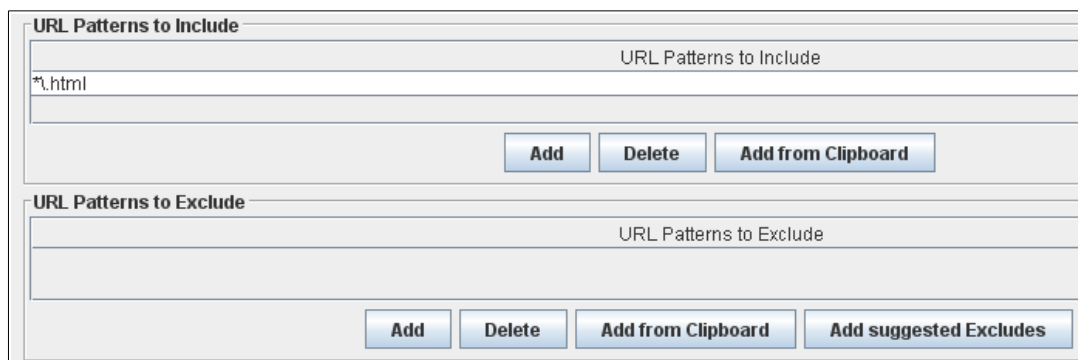 URL Patterns to Include
URL Patterns to Include
*\.html
Add Delete Add from Clipboard
URL Patterns to Exclude
URL Patterns to Exclude
Add Delete Add from Clipboard Add suggested Excludes